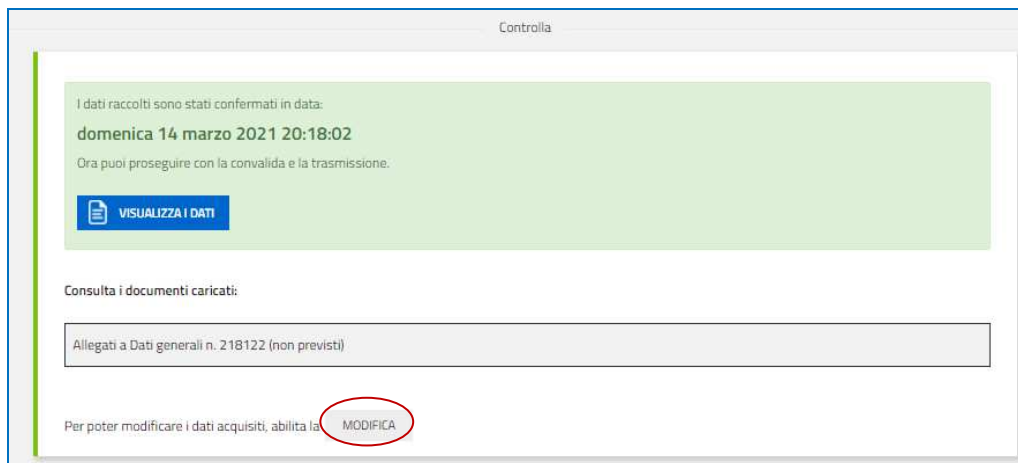 Controlla
I dati raccolti sono stati confermati in data:
domenica 14 marzo 2021 20:18:02
Ora puoi proseguire con la convalida e la trasmissione.
VISUALIZZA I DATI
Consulta i documenti caricati:
Allegati a Dati generali n. 218122 (non previsti)
Per poter modificare i dati acquisiti, abilita la MODIFICA